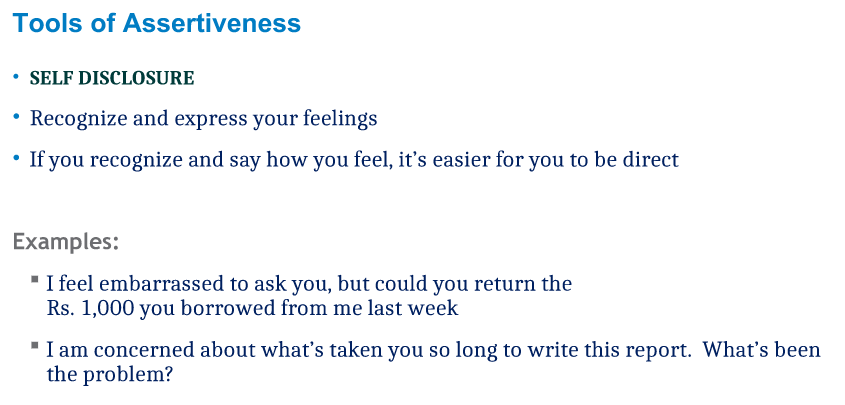 Tools of Assertiveness
• SELF DISCLOSURE
• Recognize and express your feelings
• If you recognize and say how you feel, it’s easier for you to be direct
Examples:
▪ I feel embarrassed to ask you, but could you return the
Rs. 1,000 you borrowed from me last week
▪ I am concerned about what’s taken you so long to write this report.  What’s been
the problem?